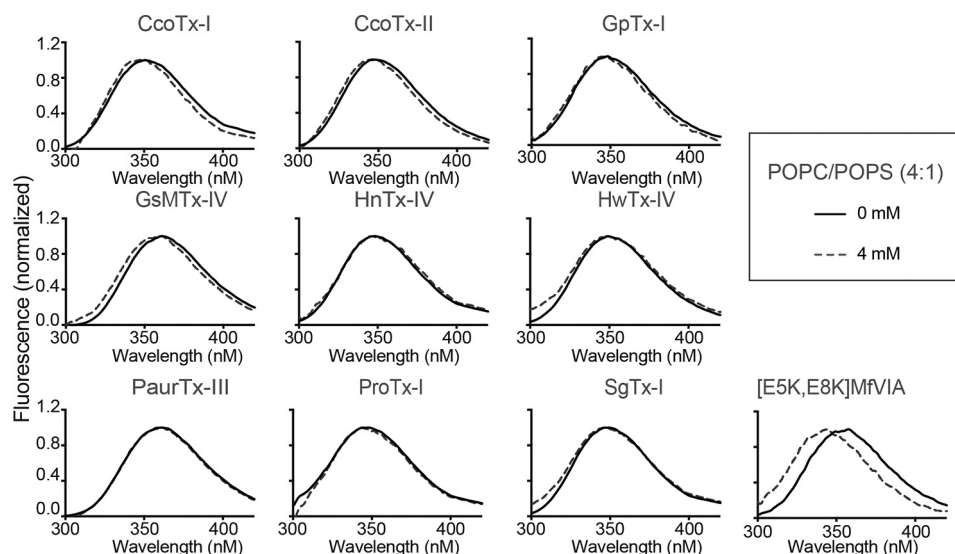 CcoTx-I
CcoTx-II
GpTx-I
1.2
0.8
0.4
0.0
300
350
400
300
350
400
300
350
400
Wavelength (nM)
Wavelength (nM)
Wavelength (nM)
Fluorescence (normalized)
GsMTx-IV
HnTx-IV
HwTx-IV
1.2
0.8
0.4
0.0
300
350
400
300
350
400
300
350
400
Wavelength (nM)
Wavelength (nM)
Wavelength (nM)
POPC/POPS (4:1)
0 mM
4 mM
PaurTx-III
ProTx-I
SgTx-I
[E5K,E8K]MfVIA
1.2
0.8
0.4
0.0
300
350
400
300
350
400
300
350
400
300
350
400
Wavelength (nM)
Wavelength (nM)
Wavelength (nM)
Wavelength (nM)